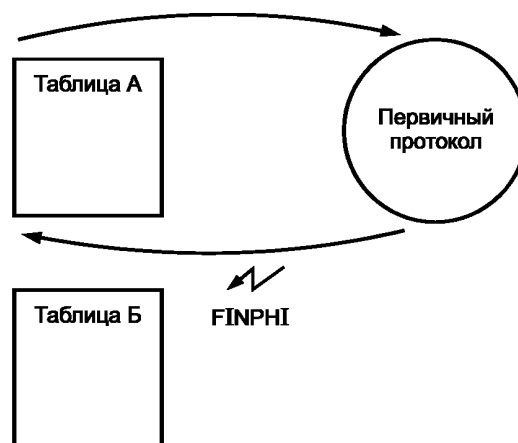 Таблица А
Первичный
протокол
Таблица Б
FINPHI